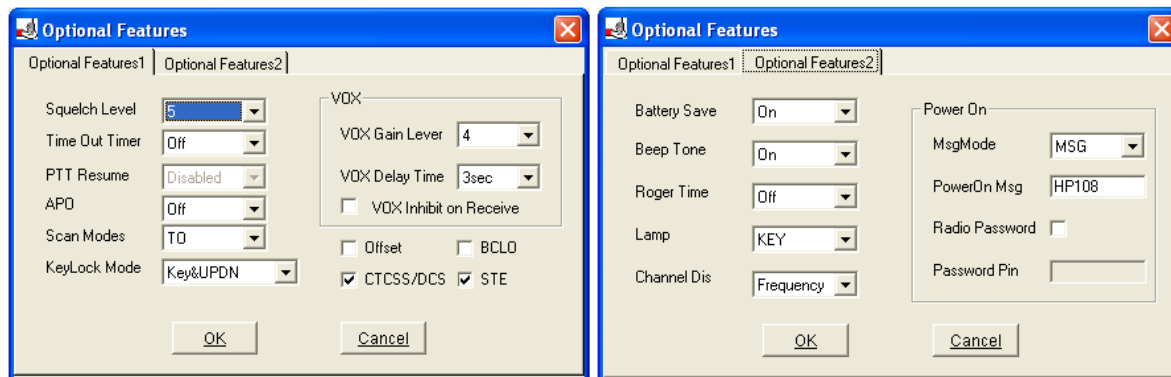 Optional Features
Optional Features1 Optional Features2
Squelch Level 5
Time Out Timer Off
PTT Resume Disabled
APO Off
Scan Modes TO
KeyLock Mode Key&UPDN
VOX
VOX Gain Lever 4
VOX Delay Time 3sec
VOX Inhibit on Receive
Offset BCLO
CTCSS/DCS STE
OK Cancel
Optional Features
Optional Features1 Optional Features2
Battery Save On
Beep Tone On
Roger Time Off
Lamp KEY
Channel Dis Frequency
Power On
MsgMode MSG
PowerOn Msg HP108
Radio Password
Password Pin
OK Cancel